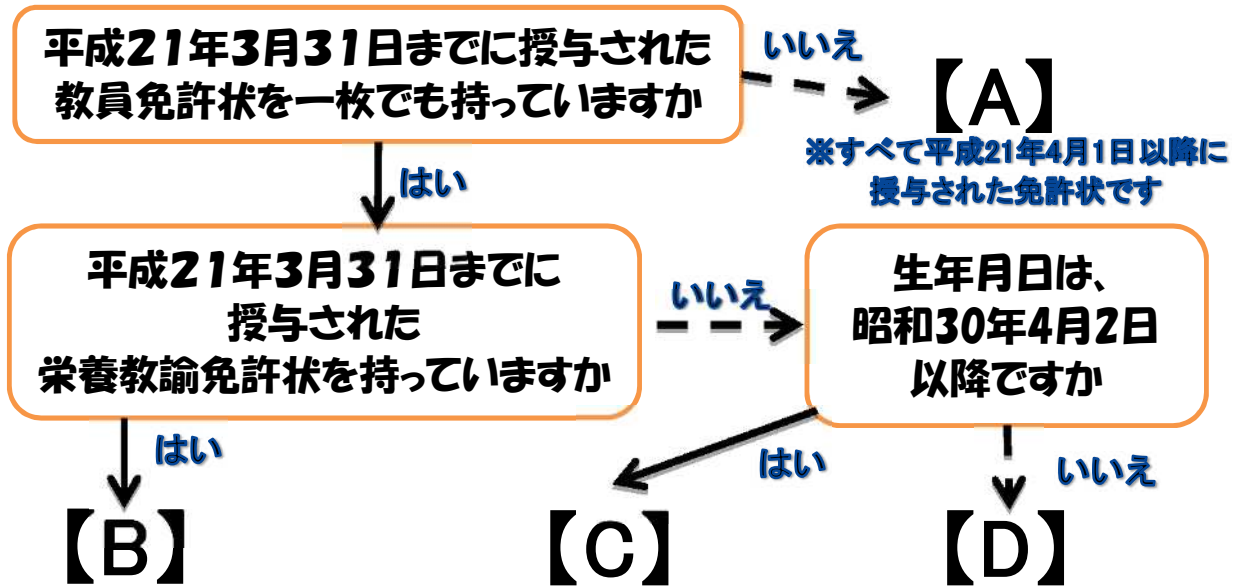 平成21年3月31日までに授与された
教員免許状を一枚でも持っていますか
いいえ
【A】
※すべて平成21年4月1日以降に
授与された免許状です
はい
平成21年3月31日までに
授与された
栄養教諭免許状を持っていますか
いいえ
生年月日は、
昭和30年4月2日
以降ですか
はい
はい
いいえ
【B】
【C】
【D】